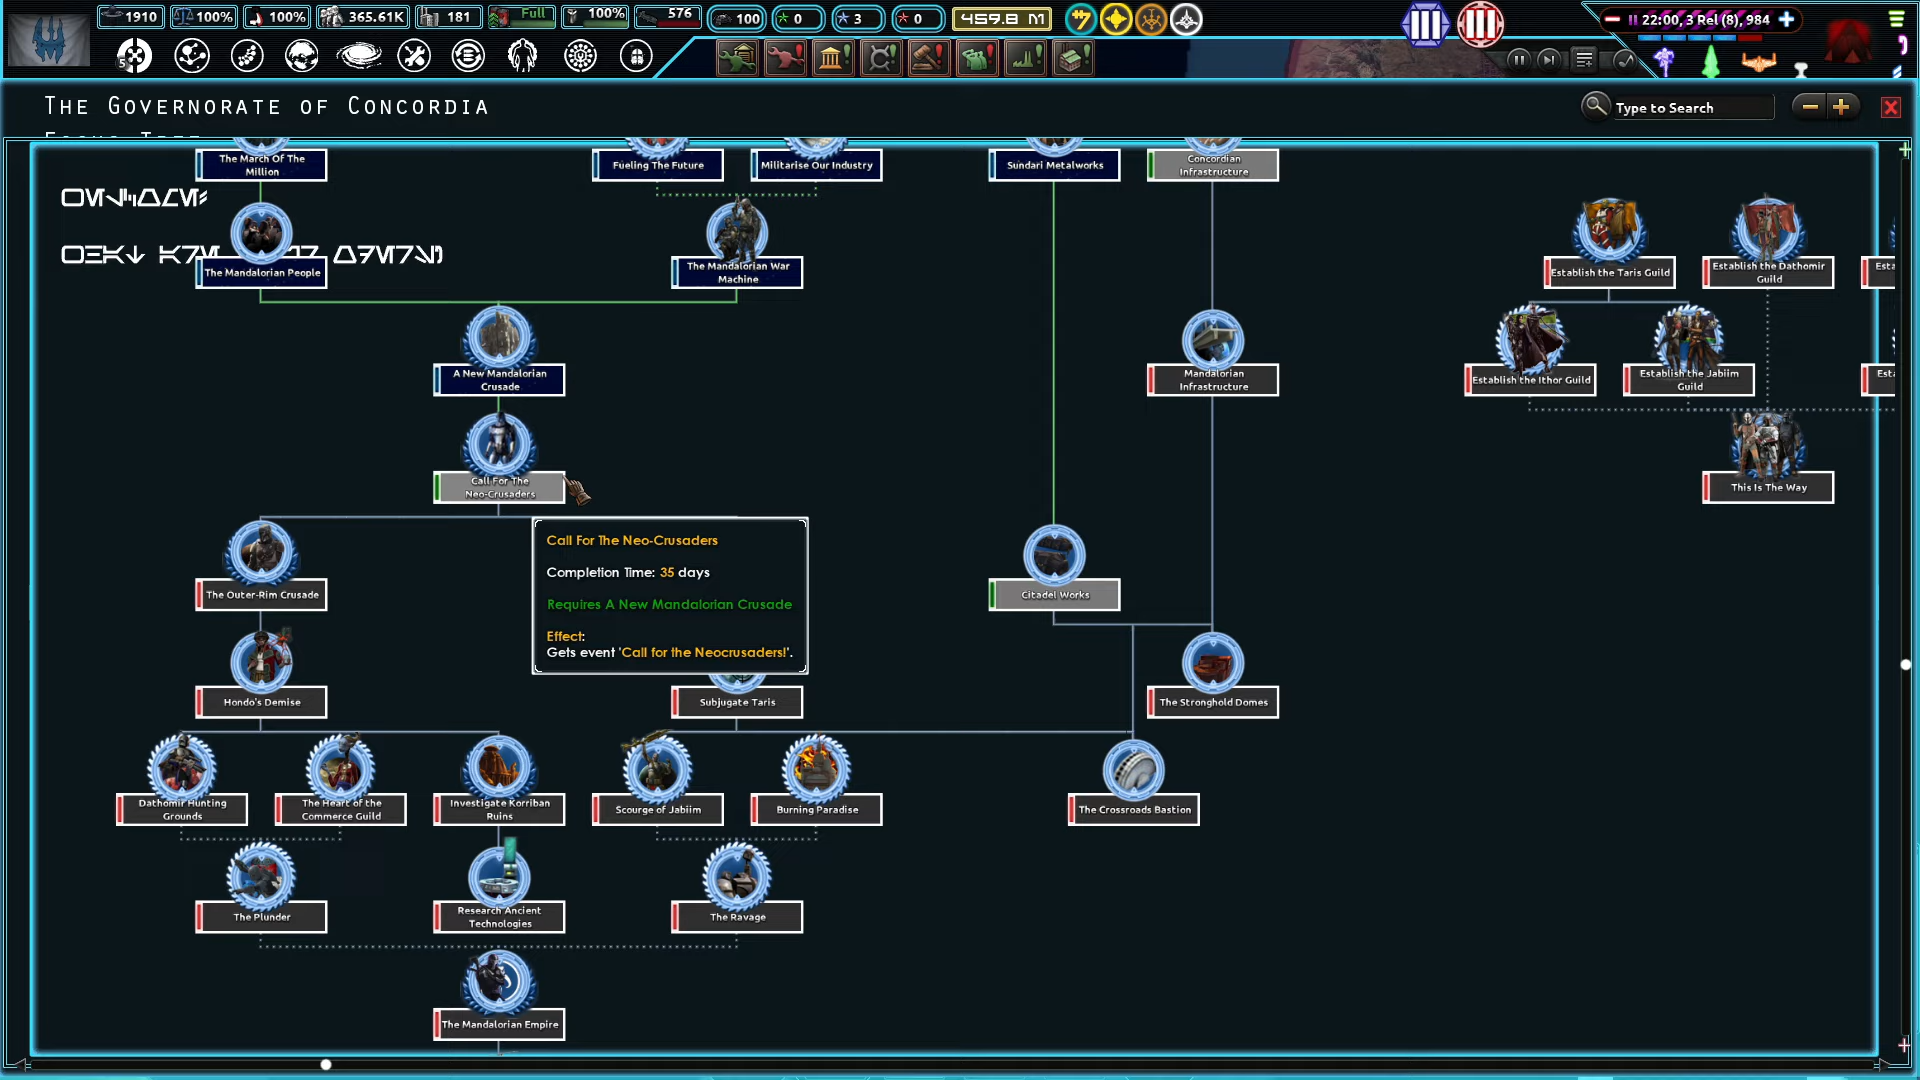 1910
100%
100%
365.61K
181
Full
100%
576
100
0
3
0
459.8 M
22:00, 3 Rel (8), 984
5
The Governorate of Concordia
Type to Search
The March Of The
Million
Fueling The Future
Militarise Our Industry
Sundari Metalworks
Concordian
Infrastructure
The Mandalorian People
The Mandalorian War
Machine
Establish the Taris Guild
Establish the Dathomir
Guild
A New Mandalorian
Crusade
Mandalorian
Infrastructure
Establish the Ithor Guild
Establish the Jabiim
Guild
Call For The
Neo-Crusaders
This Is The Way
Call For The Neo-Crusaders
Completion Time: 35 days
Requires A New Mandalorian Crusade
Effect:
Gets event 'Call for the Neocrusaders!'.
The Outer-Rim Crusade
Citadel Works
Hondo's Demise
Subjugate Taris
The Stronghold Domes
Dathomir Hunting
Grounds
The Heart of the
Commerce Guild
Investigate Korriban
Ruins
Scourge of Jabiim
Burning Paradise
The Crossroads Bastion
The Plunder
Research Ancient
Technologies
The Ravage
The Mandalorian Empire